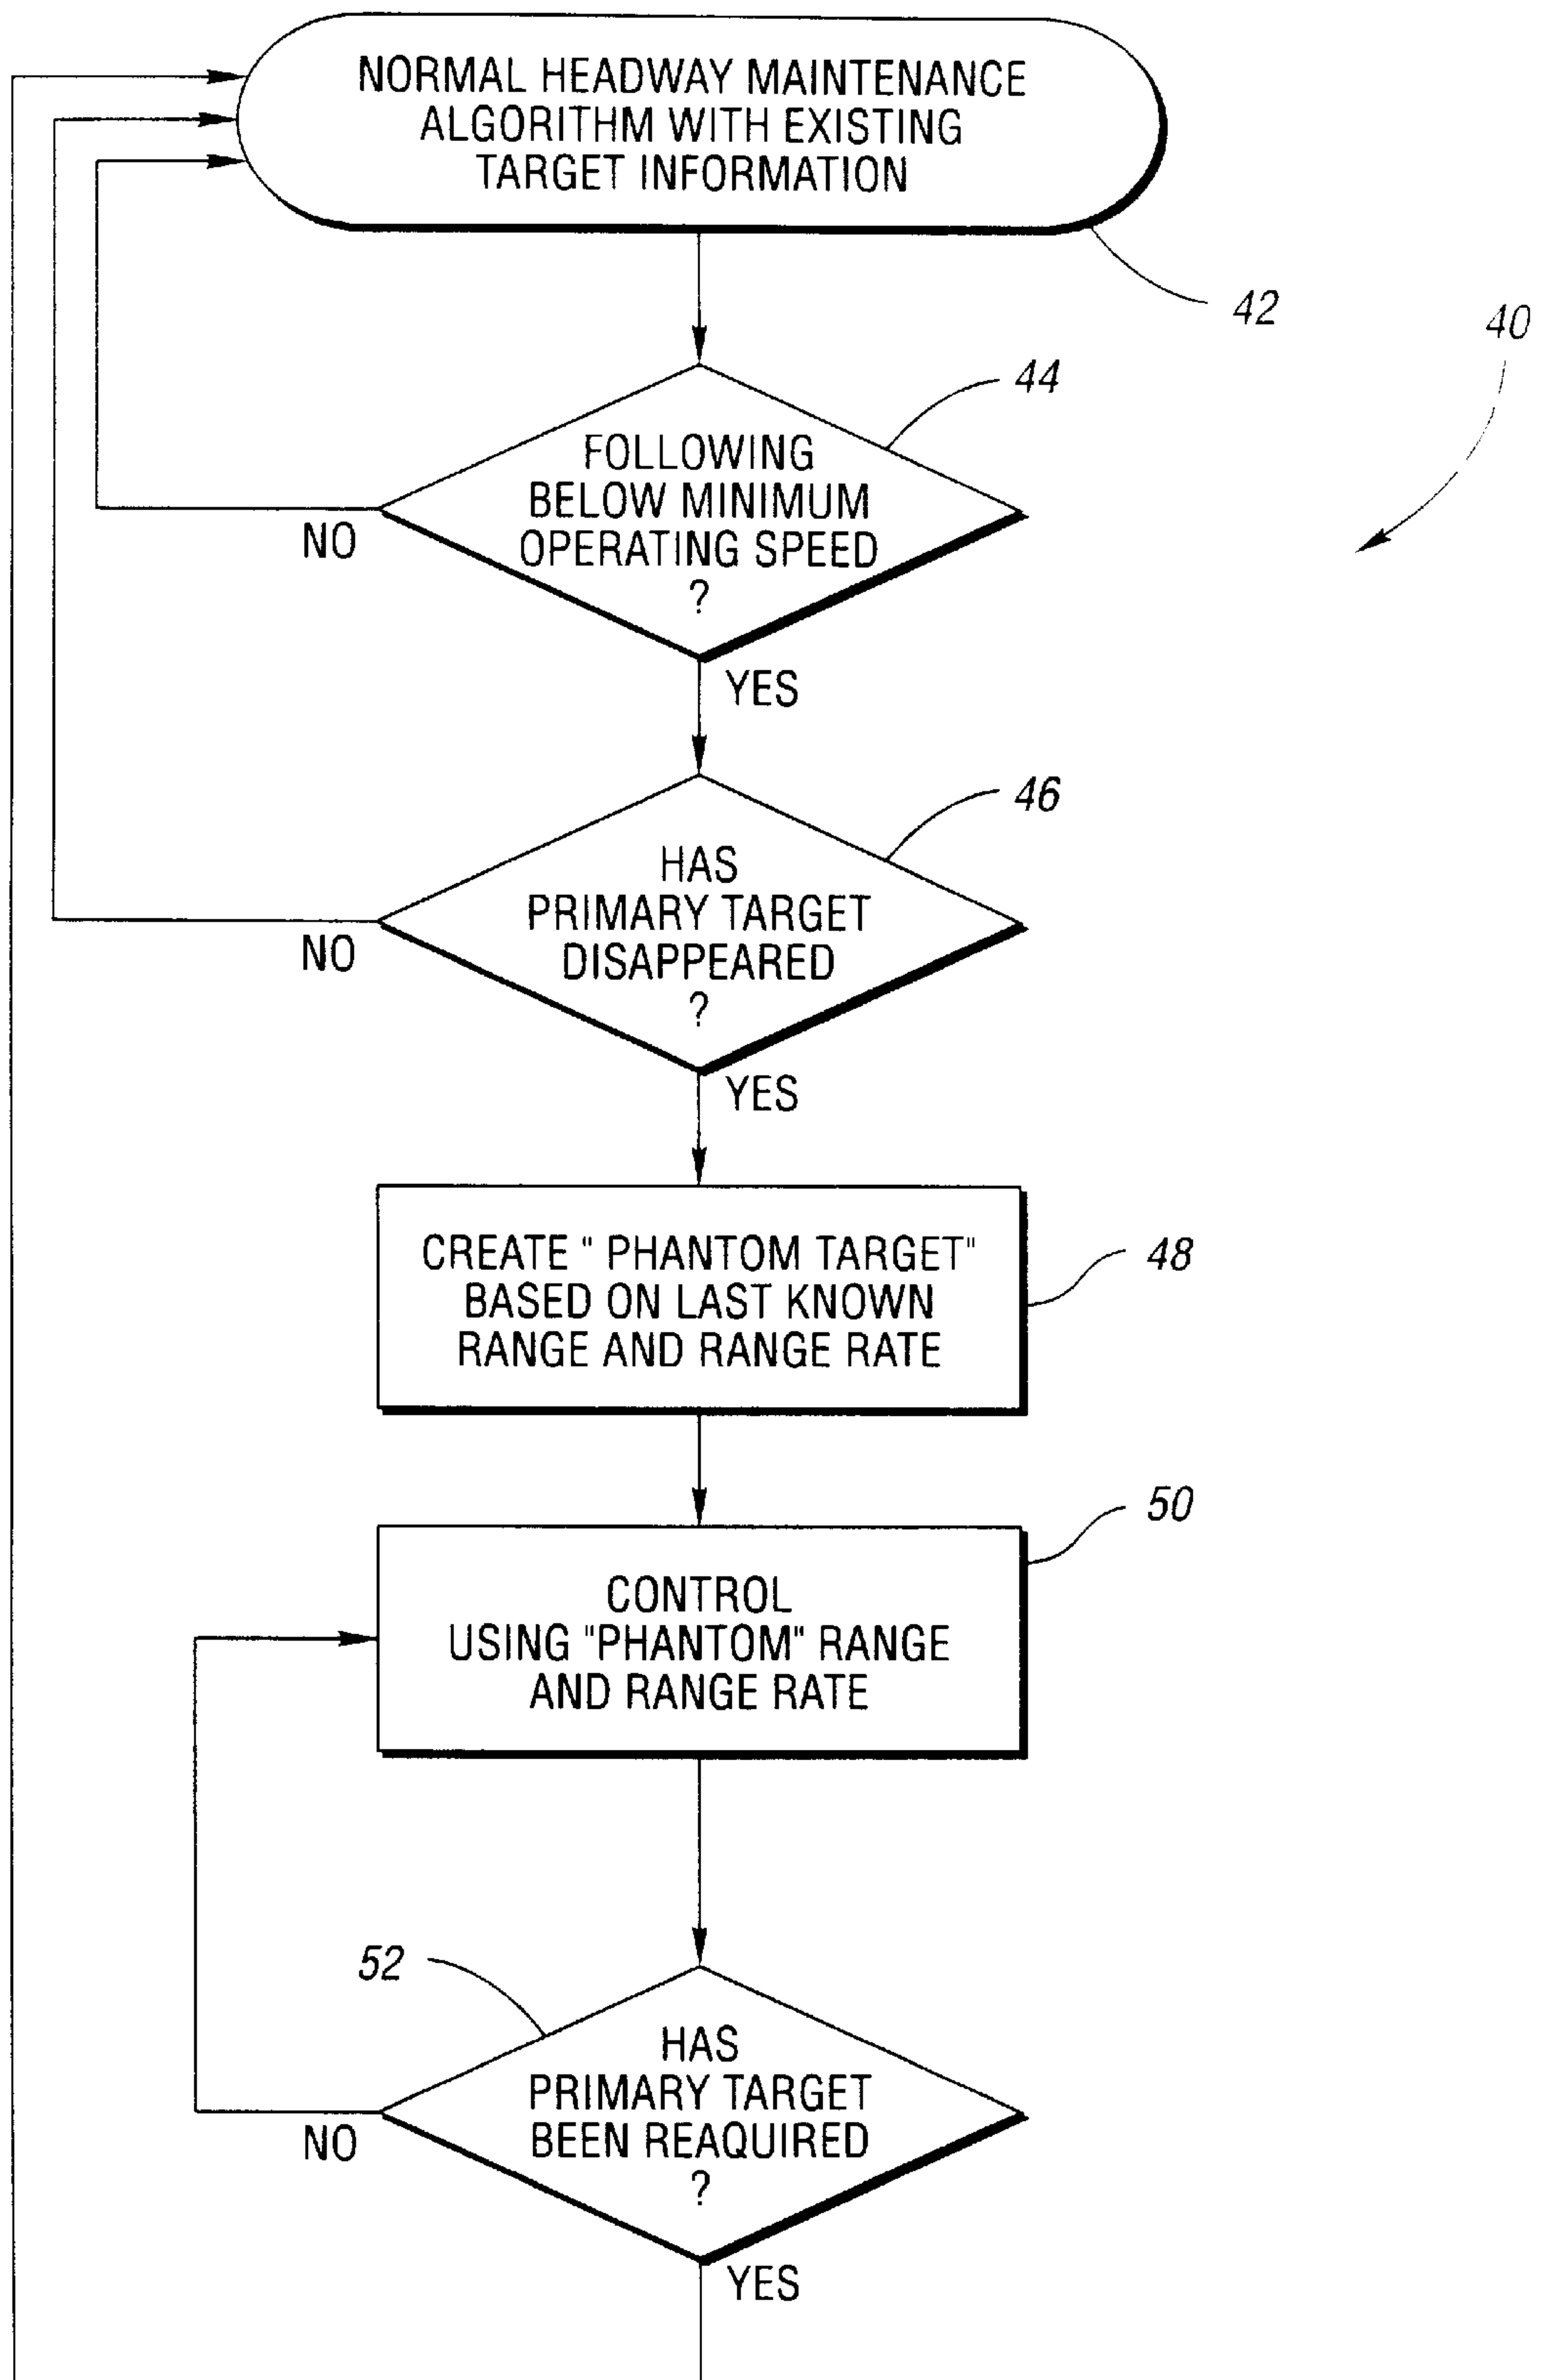 NORMAL HEADWAY MAINTENANCE
ALGORITHM WITH EXISTING
TARGET INFORMATION
42
40
44
FOLLOWING
BELOW MINIMUM
OPERATING SPEED
?
NO
YES
46
HAS
PRIMARY TARGET
DISAPPEARED
?
NO
YES
CREATE " PHANTOM TARGET"
BASED ON LAST KNOWN
RANGE AND RANGE RATE
48
50
CONTROL
USING "PHANTOM" RANGE
AND RANGE RATE
52
HAS
PRIMARY TARGET
BEEN REAQUIRED
?
NO
YES